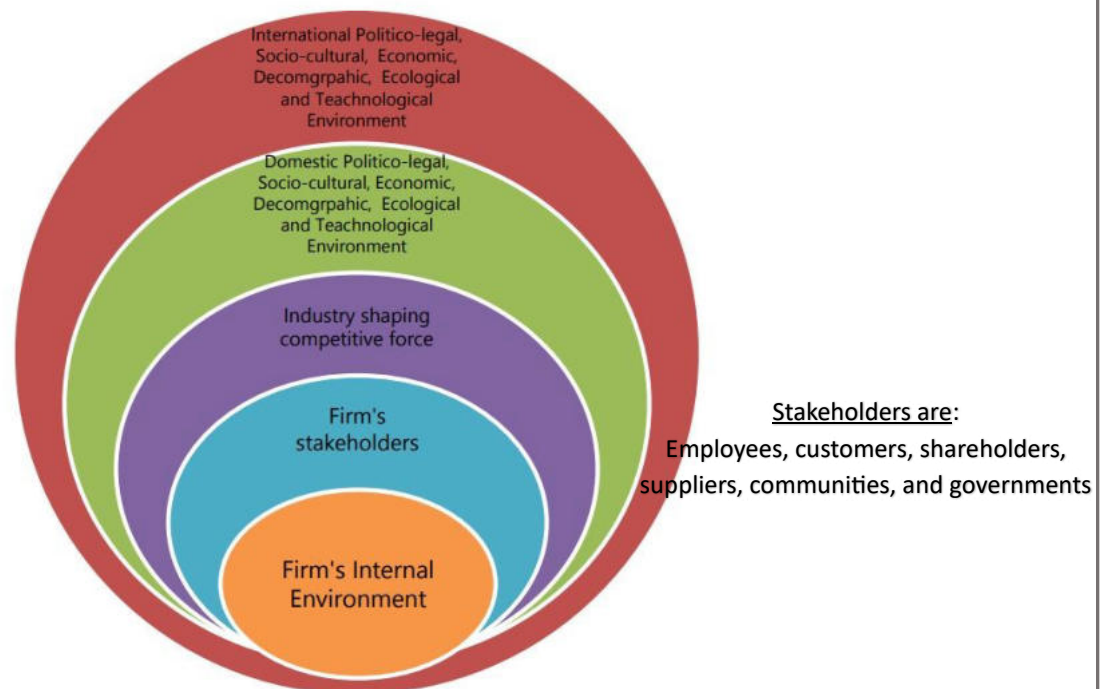 International Politico-legal,
Socio-cultural, Economic,
Decomgrpahic, Ecological
and Teachnological
Environment
Domestic Politico-legal,
Socio-cultural, Economic,
Decomgrpahic, Ecological
and Teachnological
Environment
Industry shaping
competitive force
Firm's
stakeholders
Firm's Internal
Environment
Stakeholders are:
Employees, customers, shareholders,
suppliers, communities, and governments